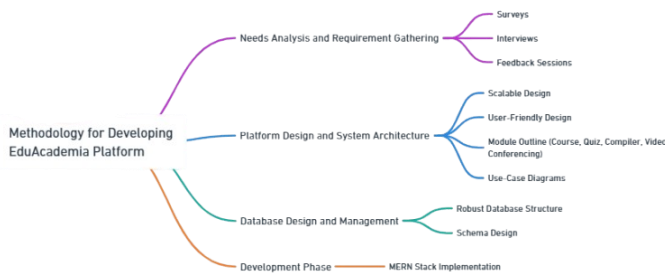 Methodology for Developing
EduAcademia Platform
Needs Analysis and Requirement Gathering
Surveys
Interviews
Feedback Sessions
Platform Design and System Architecture
Scalable Design
User-Friendly Design
Module Outline (Course, Quiz, Compiler, Video
Conferencing)
Use-Case Diagrams
Database Design and Management
Robust Database Structure
Schema Design
Development Phase
MERN Stack Implementation